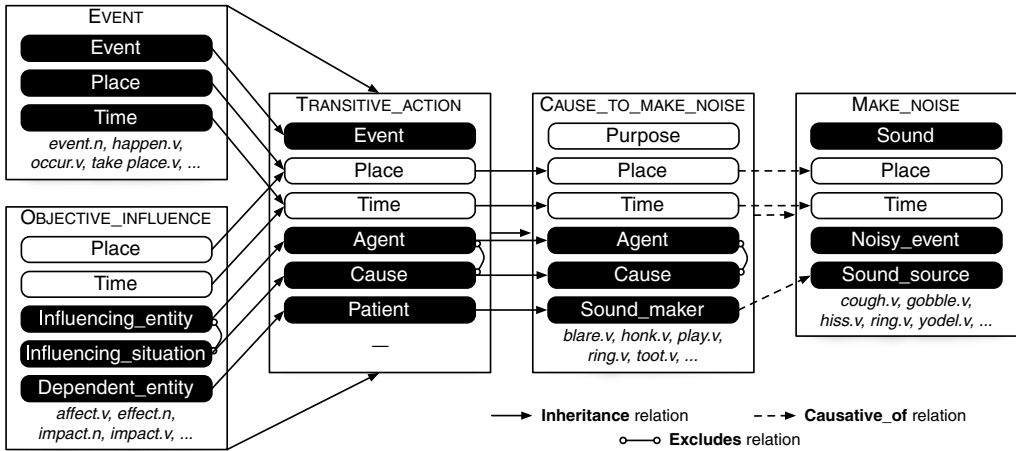 EVENT
Event
Place
Time
event.n, happen.v,
occur.v, take place.v, ...
OBJECTIVE_INFLUENCE
Place
Time
Influencing_entity
Influencing_situation
Dependent_entity
affect.v, effect.n,
impact.n, impact.v, ...
TRANSITIVE_ACTION
Event
Place
Time
Agent
Cause
Patient
—
CAUSE_TO_MAKE_NOISE
Purpose
Place
Time
Agent
Cause
Sound_maker
blare.v, honk.v, play.v,
ring.v, toot.v, ...
MAKE_NOISE
Sound
Place
Time
Noisy_event
Sound_source
cough.v, gobble.v,
hiss.v, ring.v, yodel.v, ...
Inheritance relation
Causative_of relation
Excludes relation